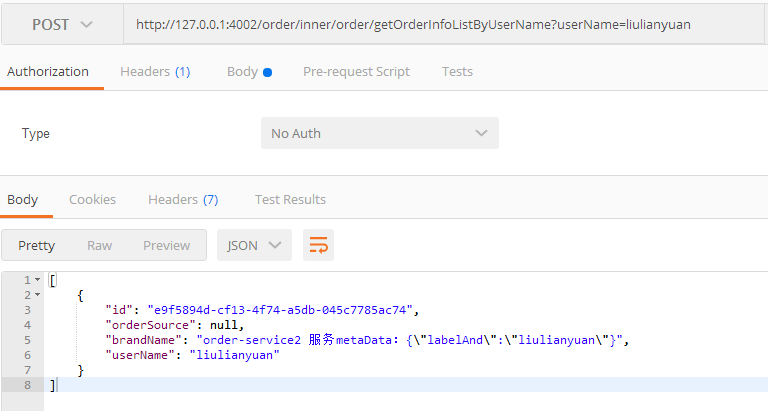 POST http://127.0.0.1:4002/order/inner/order/getOrderInfoListByUserName?userName=liulianyuan
Authorization Headers (1) Body Pre-request Script Tests
Type No Auth
Body Cookies Headers (7) Test Results
Pretty Raw Preview JSON
1 [
2 {
3 "id": "e9f5894d-cf13-4f74-a5db-045c7785ac74",
4 "orderSource": null,
5 "brandName": "order-service2 服务metaData: {\"labelAnd\":\"liulianyuan\"}",
6 "userName": "liulianyuan"
7 }
8 ]